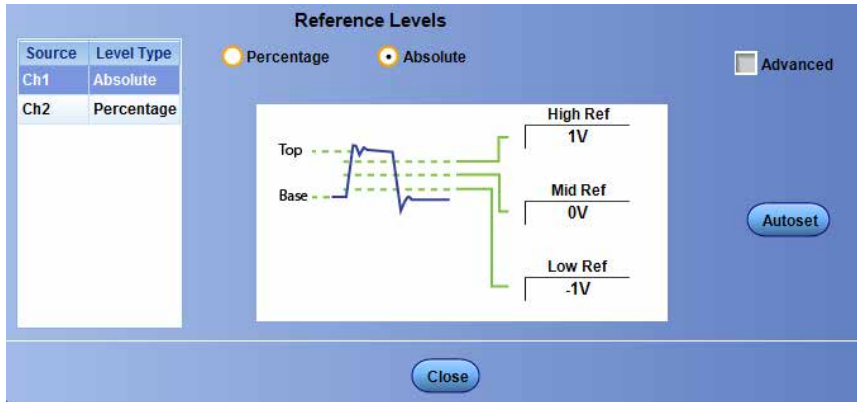 Reference Levels
Source Level Type
Percentage Absolute
Advanced
Ch1 Absolute
Ch2 Percentage
High Ref
1V
Top
Base
Mid Ref
0V
Autoset
Low Ref
-1V
Close